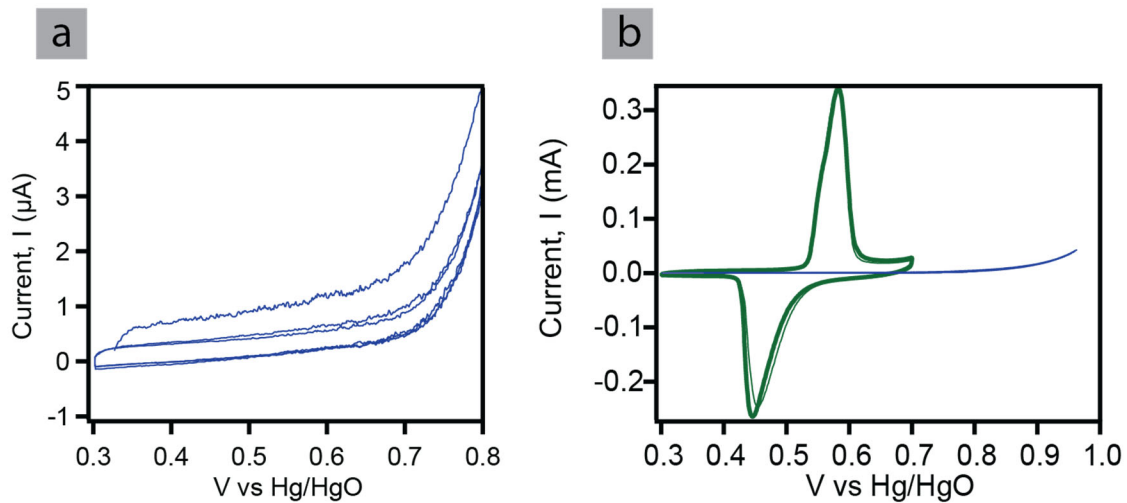 a
b
Current, I (μA)
5
4
3
2
1
0
-1
0.3 0.4 0.5 0.6 0.7 0.8
V vs Hg/HgO
Current, I (mA)
0.3
0.2
0.1
0.0
-0.1
-0.2
0.3 0.4 0.5 0.6 0.7 0.8 0.9 1.0
V vs Hg/HgO